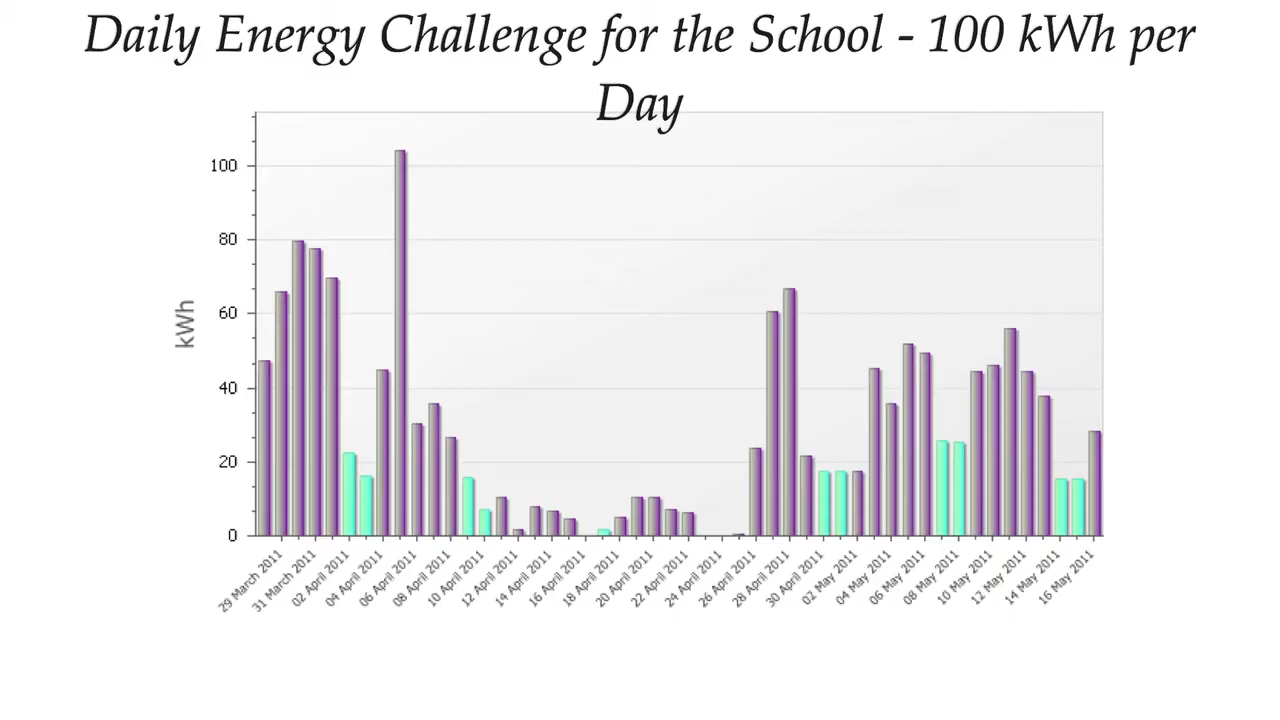 Daily Energy Challenge for the School - 100 kWh per
Day
100
80
60
40
20
0
kWh
29 March 2011
31 March 2011
02 April 2011
04 April 2011
06 April 2011
08 April 2011
10 April 2011
12 April 2011
14 April 2011
16 April 2011
18 April 2011
20 April 2011
22 April 2011
24 April 2011
26 April 2011
28 April 2011
30 April 2011
02 May 2011
04 May 2011
06 May 2011
08 May 2011
10 May 2011
12 May 2011
14 May 2011
16 May 2011